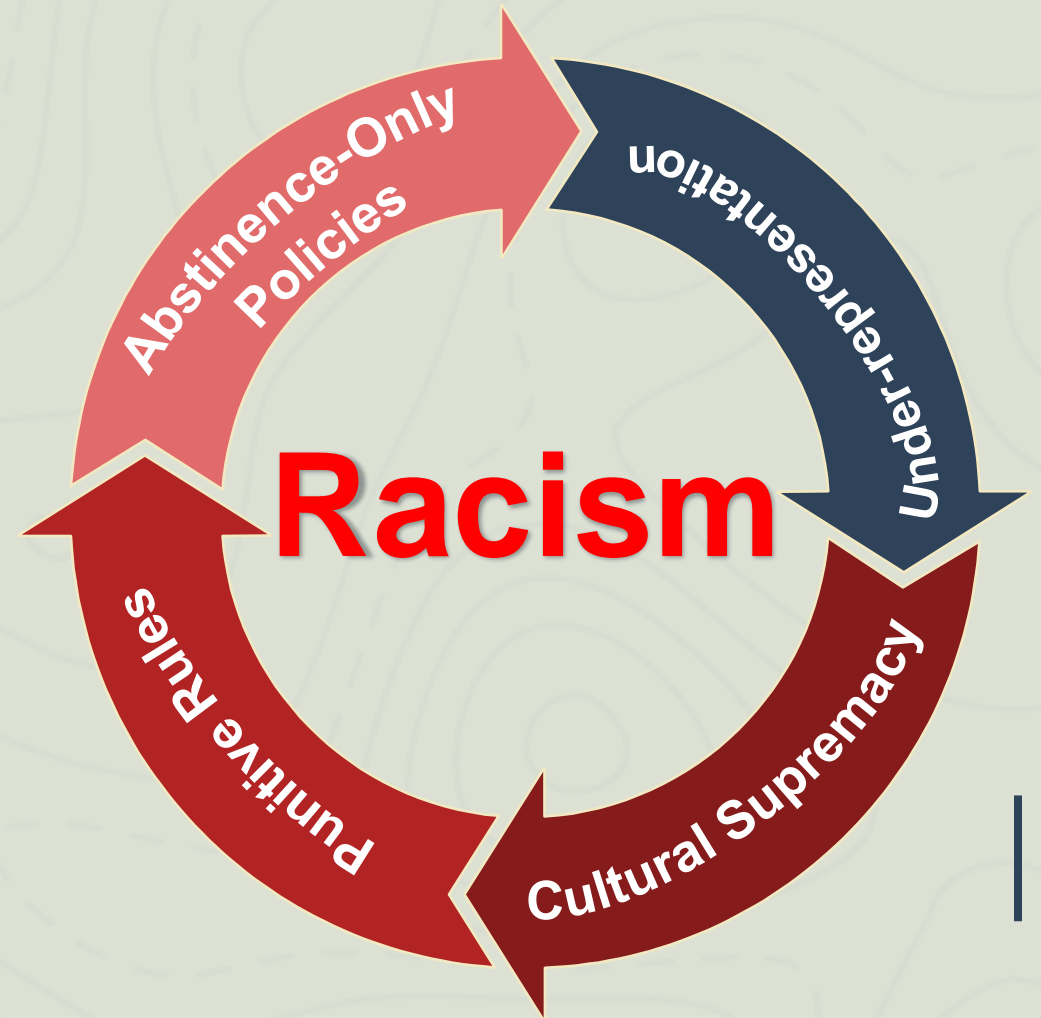 Abstinence-Only
Policies
Under-representation
Racism
Cultural Supremacy
Punitive Rules